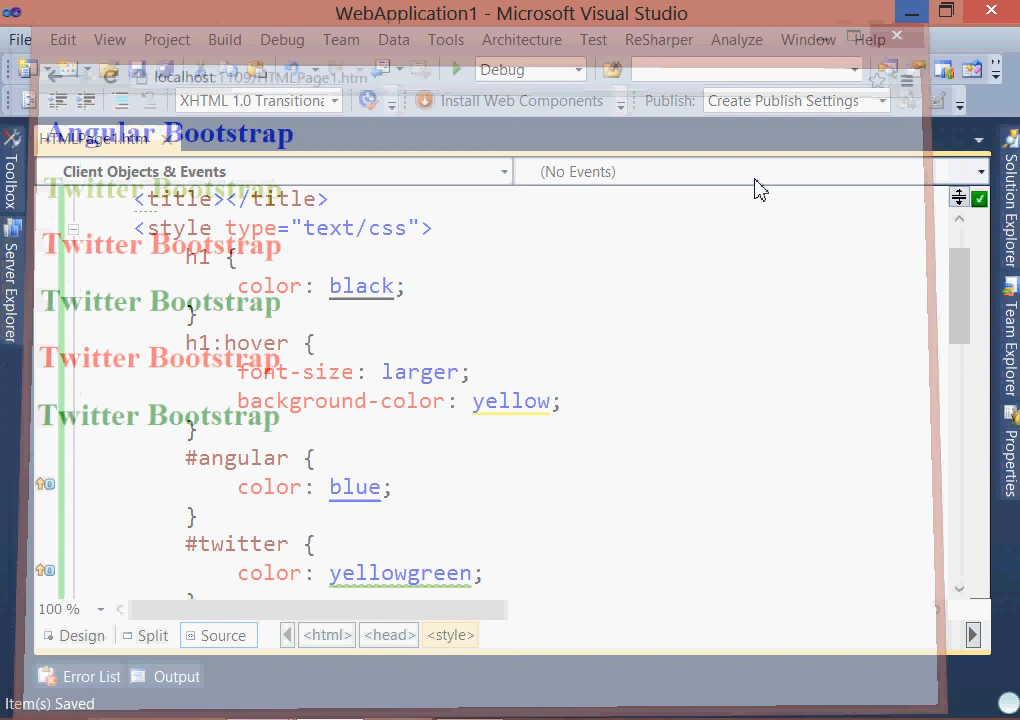 WebApplication1 - Microsoft Visual Studio
File Edit View Project Build Debug Team Data Tools Architecture Test ReSharper Analyze Window Help
Debug
localhost:1109/HTMLPage1.htm
XHTML 1.0 Transitiona Install Web Components Publish: Create Publish Settings
HTMLPage1.htm
Angular Bootstrap
Client Objects & Events (No Events)
Twitter Bootstrap
<title></title>
<style type="text/css">
Twitter Bootstrap
h1 {
color: black;
Twitter Bootstrap
}
h1:hover {
Twitter Bootstrap
font-size: larger;
background-color: yellow;
Twitter Bootstrap
}
#angular {
color: blue;
}
#twitter {
color: yellowgreen;
100 %
Design Split Source <html> <head> <style>
Error List Output
Item(s) Saved
Toolbox
Server Explorer
Solution Explorer
Team Explorer
Properties